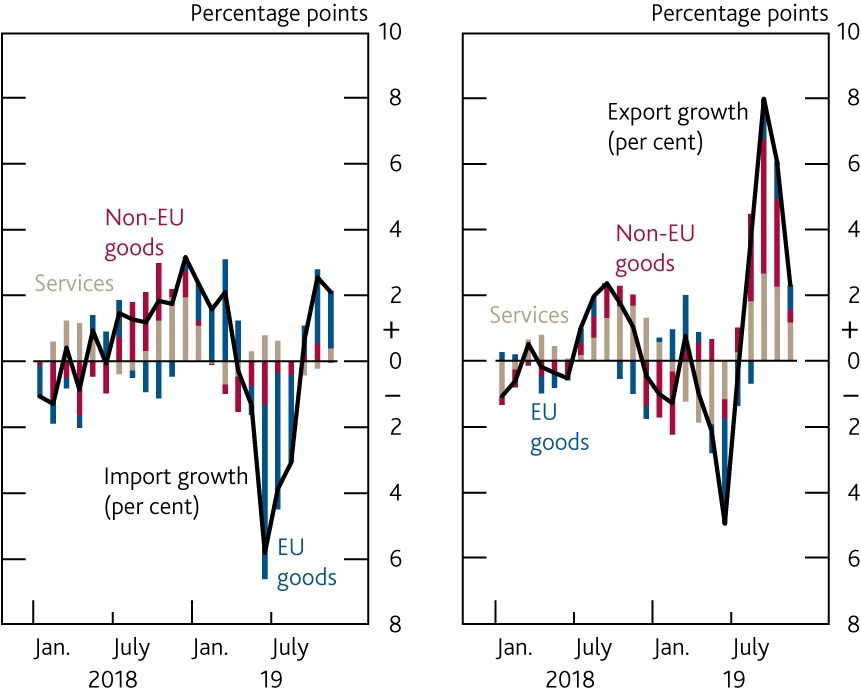 Percentage points
10
8
6
4
2
+
0
–
2
4
6
8
Non-EU
goods
Services
Import growth
(per cent)
EU
goods
Jan.
July
Jan.
July
2018
19
Percentage points
10
8
6
4
2
+
0
–
2
4
6
8
Export growth
(per cent)
Non-EU
goods
Services
EU
goods
Jan.
July
Jan.
July
2018
19